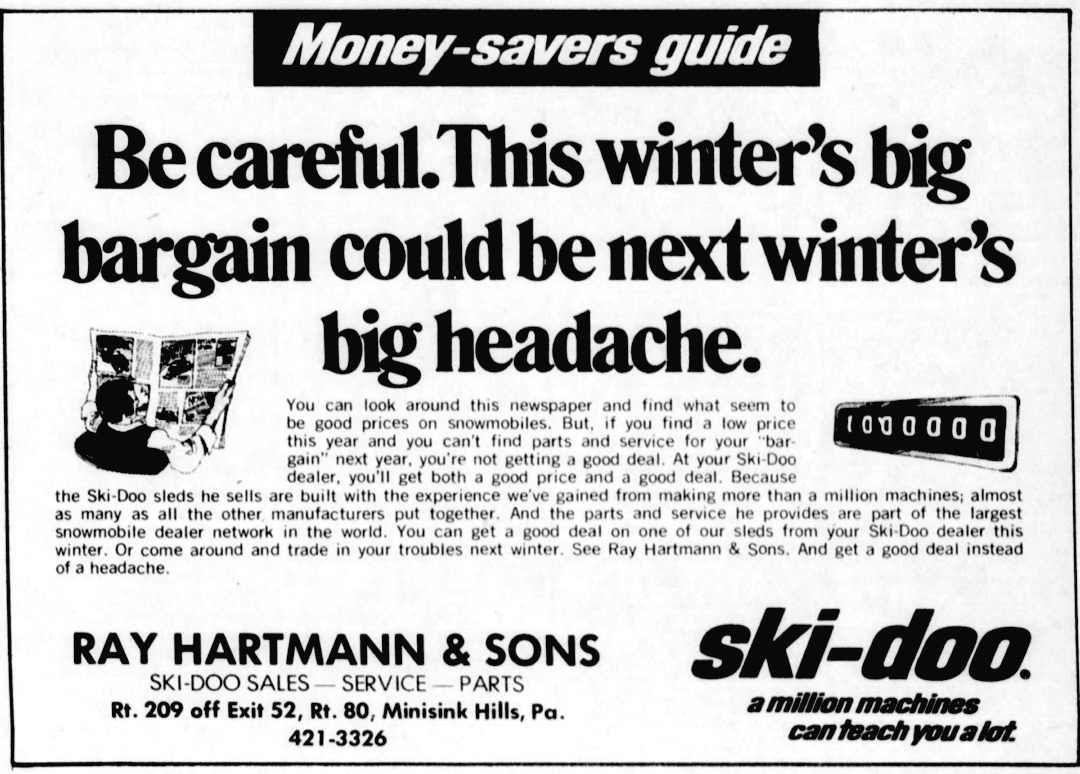 Money-savers guide
Be careful. This winter's big
bargain could be next winter's
big headache.
You can look around this newspaper and find what seem to
be good prices on snowmobiles. But, if you find a low price
this year and you can't find parts and service for your "bar-
gain" next year, you're not getting a good deal. At your Ski-Doo
dealer, you'll get both a good price and a good deal. Because
the Ski-Doo sleds he sells are built with the experience we've gained from making more than a million machines; almost
as many as all the other manufacturers put together. And the parts and service he provides are part of the largest
snowmobile dealer network in the world. You can get a good deal on one of our sleds from your Ski-Doo dealer this
winter. Or come around and trade in your troubles next winter. See Ray Hartmann & Sons. And get a good deal instead
of a headache.
1000000
RAY HARTMANN & SONS
SKI-DOO SALES — SERVICE — PARTS
Rt. 209 off Exit 52, Rt. 80, Minisink Hills, Pa.
421-3326
ski-doo.
a million machines
can teach you a lot.